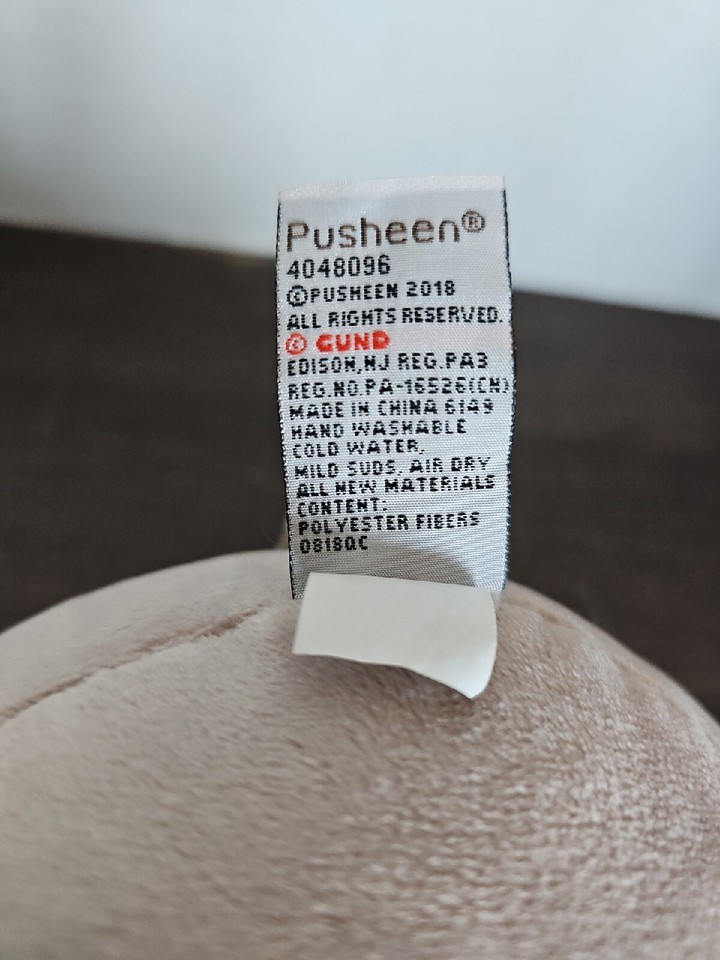 Pusheen®
4048096
©PUSHEEN 2018
ALL RIGHTS RESERVED.
© GUND
EDISON,NJ REG.PA3
REG.NO.PA-16526(CN)
MADE IN CHINA 6149
HAND WASHABLE
COLD WATER,
MILD SUDS, AIR DRY
ALL NEW MATERIALS
CONTENT:
POLYESTER FIBERS
0818QC